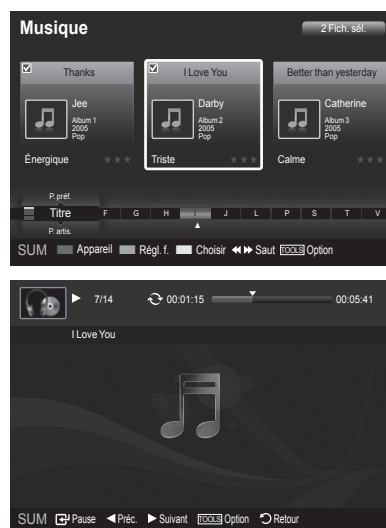 Musique
2 Fich. sél.
Thanks
I Love You
Better than yesterday
Jee
Album 1
2005
Pop
Darby
Album 2
2005
Pop
Catherine
Album 3
2005
Pop
Énergique
Triste
Calme
P. préf.
Titre F G H I J L P S T V
P. artis.
SUM Appareil Régl. f. Choisir Saut TOOLS Option
7/14 00:01:15 00:05:41
I Love You
SUM Pause Préc. Suivant TOOLS Option Retour